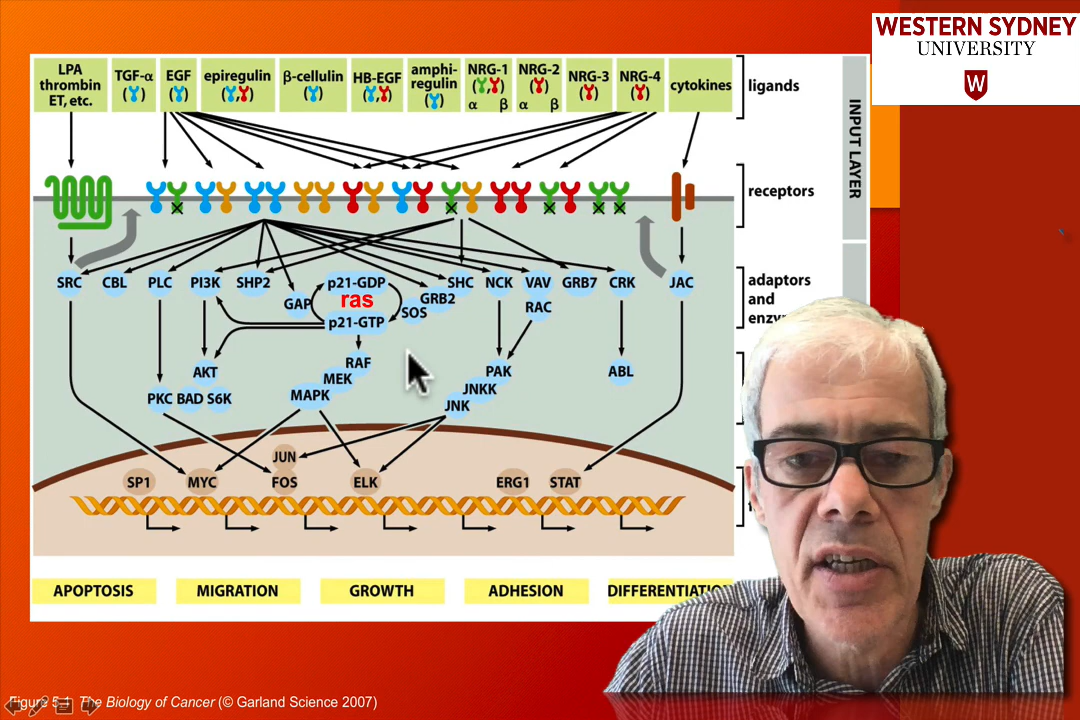 WESTERN SYDNEY
UNIVERSITY
W
LPA
thrombin
ET, etc.
TGF-α
EGF
epiregulin
β-cellulin
HB-EGF
amphi-
regulin
NRG-1
α β
NRG-2
α β
NRG-3
NRG-4
cytokines
ligands
INPUT LAYER
receptors
SRC
CBL
PLC
PI3K
SHP2
GAP
p21-GDP
ras
p21-GTP
SOS
GRB2
SHC
NCK
VAV
RAC
GRB7
CRK
JAC
adaptors
and
AKT
RAF
MEK
MAPK
PKC BAD S6K
PAK
JNKK
JNK
ABL
JUN
SP1
MYC
FOS
ELK
ERG1
STAT
APOPTOSIS
MIGRATION
GROWTH
ADHESION
Figure 5.1 The Biology of Cancer (© Garland Science 2007)